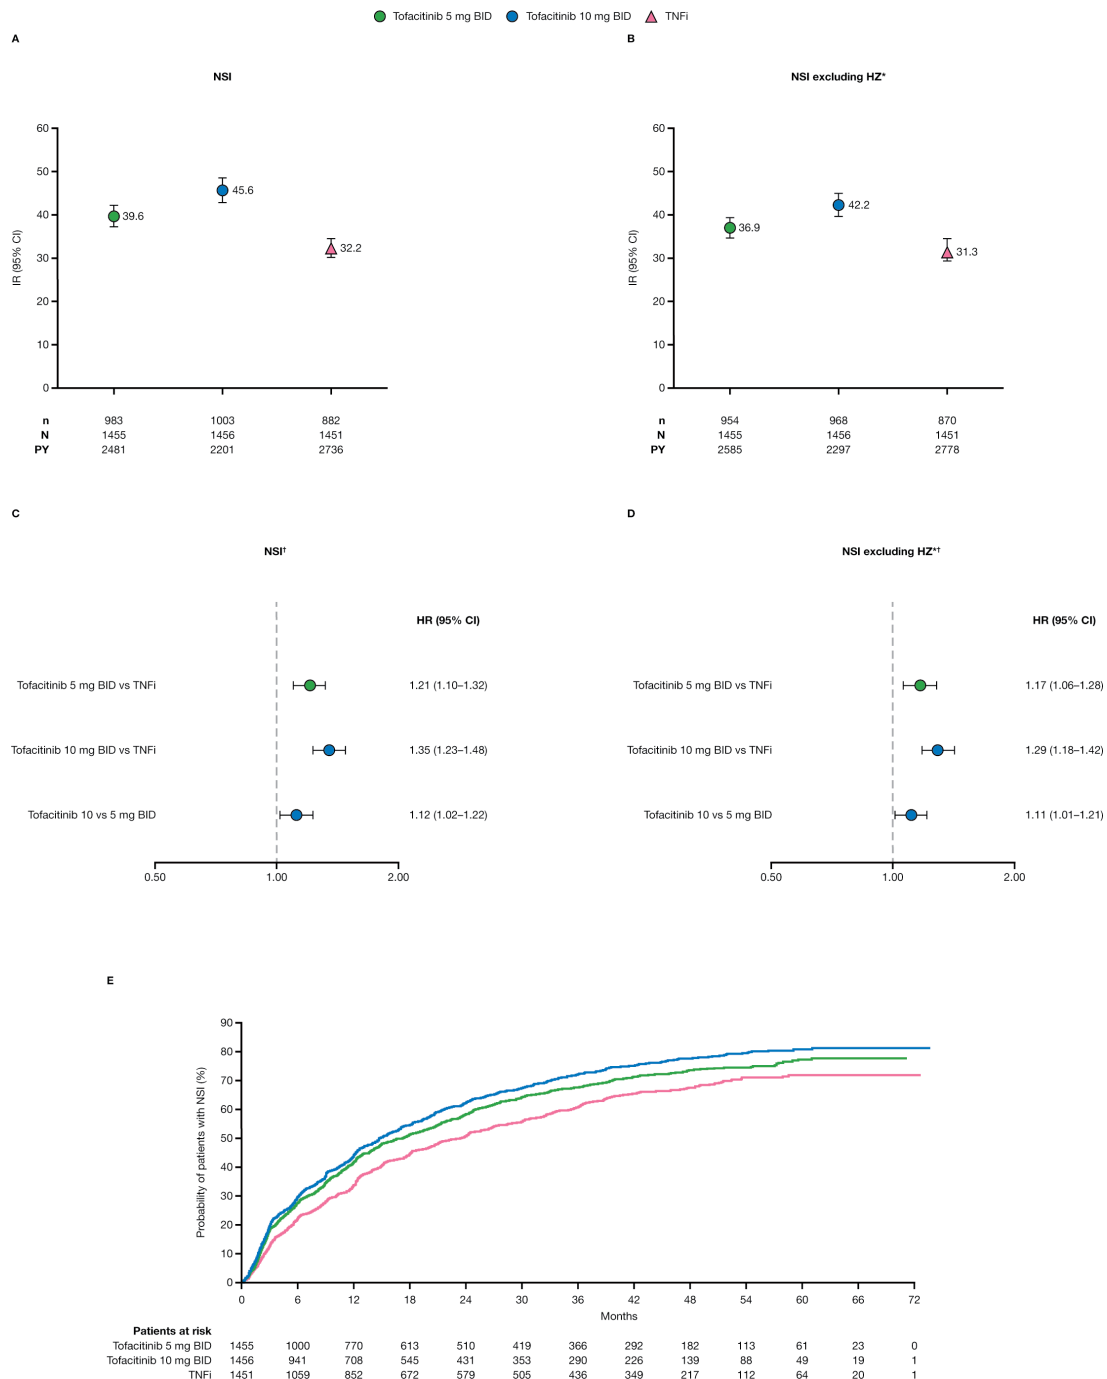 Tofacitinib 5 mg BID Tofacitinib 10 mg BID TNFi
A
NSI
IR (95% CI)
60
50
40
30
20
10
0
39.6
45.6
32.2
n 983 1003 882
N 1455 1456 1451
PY 2481 2201 2736
B
NSI excluding HZ*
IR (95% CI)
60
50
40
30
20
10
0
36.9
42.2
31.3
n 954 968 870
N 1455 1456 1451
PY 2585 2297 2778
C
NSI†
HR (95% CI)
Tofacitinib 5 mg BID vs TNFi 1.21 (1.10–1.32)
Tofacitinib 10 mg BID vs TNFi 1.35 (1.23–1.48)
Tofacitinib 10 vs 5 mg BID 1.12 (1.02–1.22)
0.50 1.00 2.00
D
NSI excluding HZ*†
HR (95% CI)
Tofacitinib 5 mg BID vs TNFi 1.17 (1.06–1.28)
Tofacitinib 10 mg BID vs TNFi 1.29 (1.18–1.42)
Tofacitinib 10 vs 5 mg BID 1.11 (1.01–1.21)
0.50 1.00 2.00
E
Probability of patients with NSI (%)
90
80
70
60
50
40
30
20
10
0
0 6 12 18 24 30 36 42 48 54 60 66 72
Months
Patients at risk
Tofacitinib 5 mg BID 1455 1000 770 613 510 419 366 292 182 113 61 23 0
Tofacitinib 10 mg BID 1456 941 708 545 431 353 290 226 139 88 49 19 1
TNFi 1451 1059 852 672 579 505 436 349 217 112 64 20 1